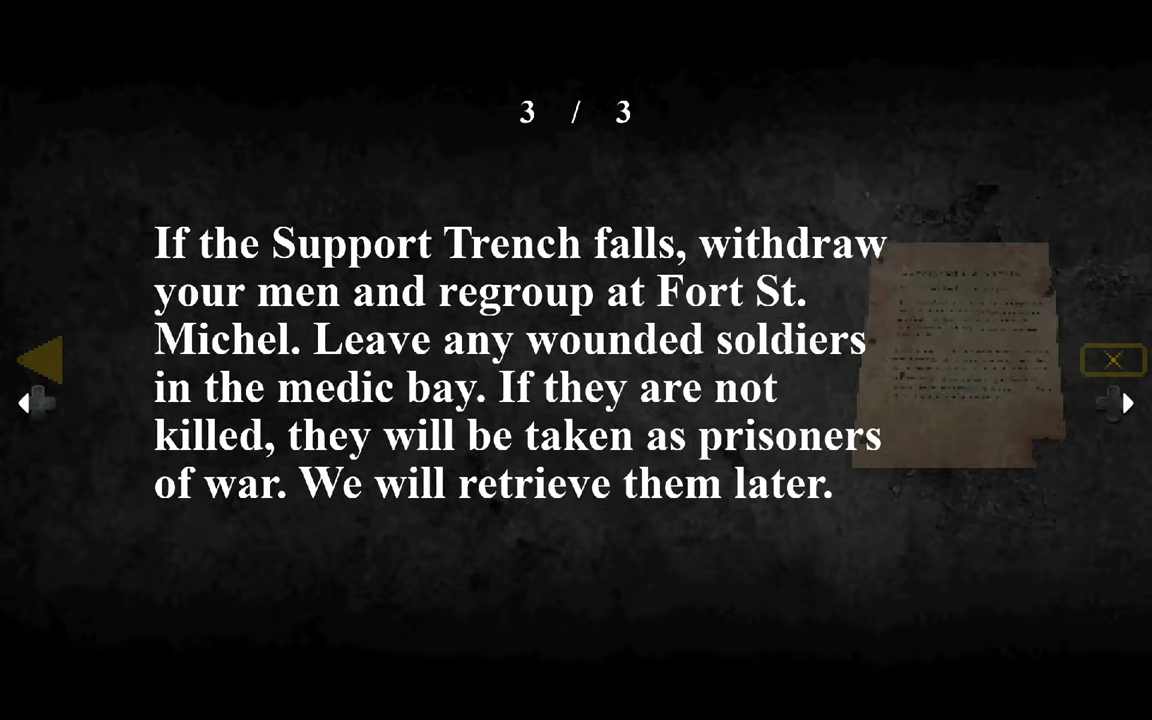 3 / 3
If the Support Trench falls, withdraw
your men and regroup at Fort St.
Michel. Leave any wounded soldiers
in the medic bay. If they are not
killed, they will be taken as prisoners
of war. We will retrieve them later.